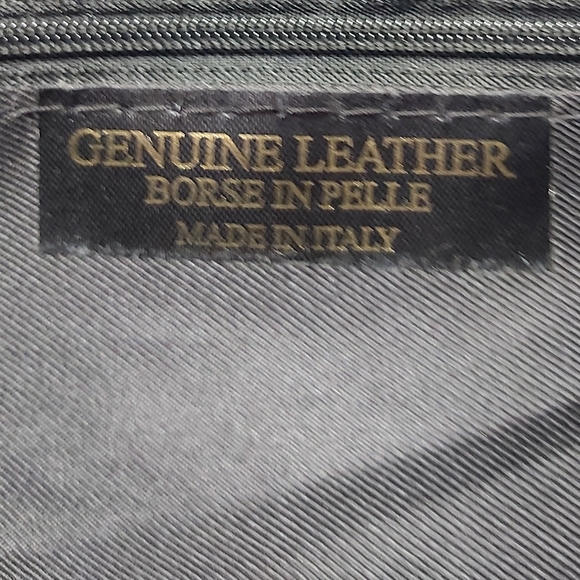 GENUINE LEATHER
BORSE IN PELLE
MADE IN ITALY